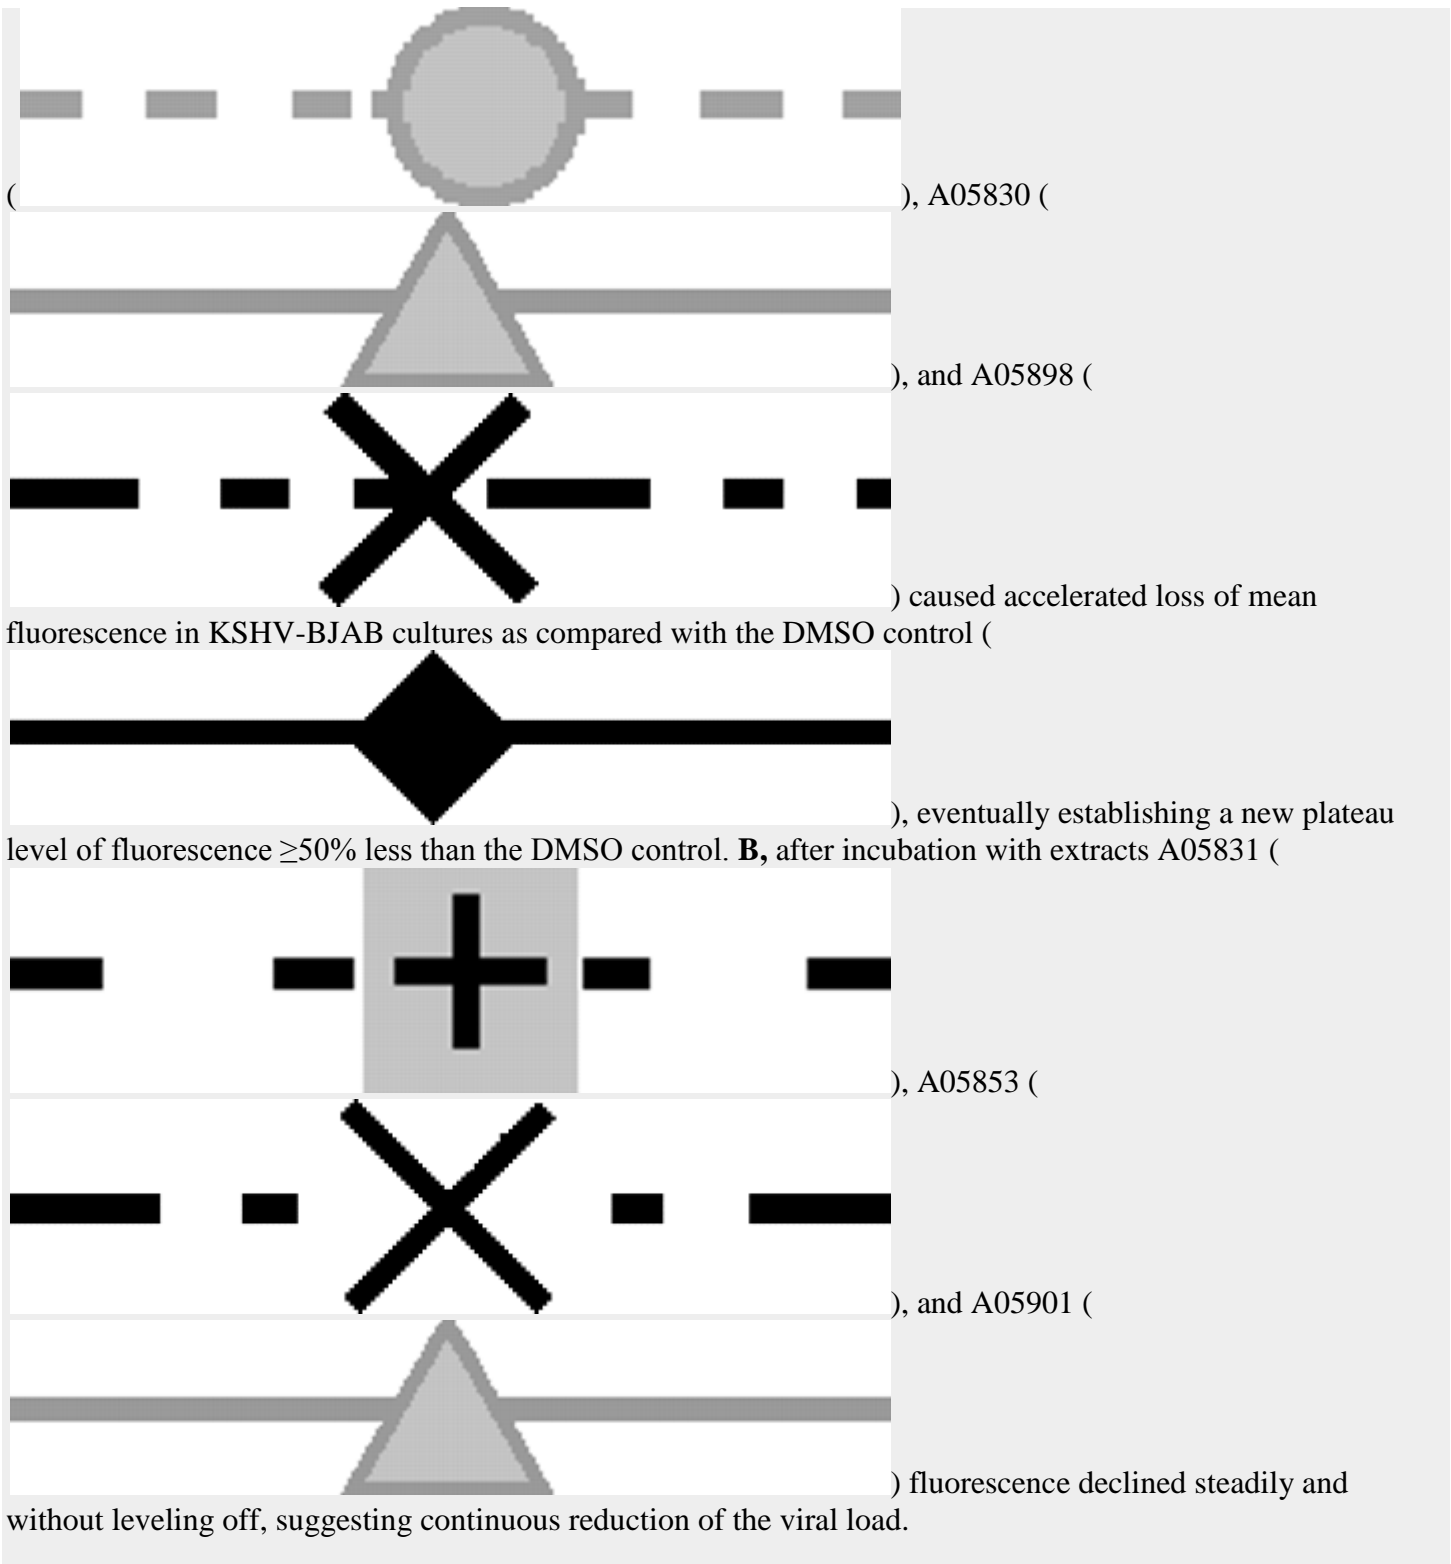 (), A05830 (
), and A05898 (
) caused accelerated loss of mean
fluorescence in KSHV-BJAB cultures as compared with the DMSO control (
), eventually establishing a new plateau
level of fluorescence ≥50% less than the DMSO control. B, after incubation with extracts A05831 (
), A05853 (
), and A05901 (
) fluorescence declined steadily and
without leveling off, suggesting continuous reduction of the viral load.